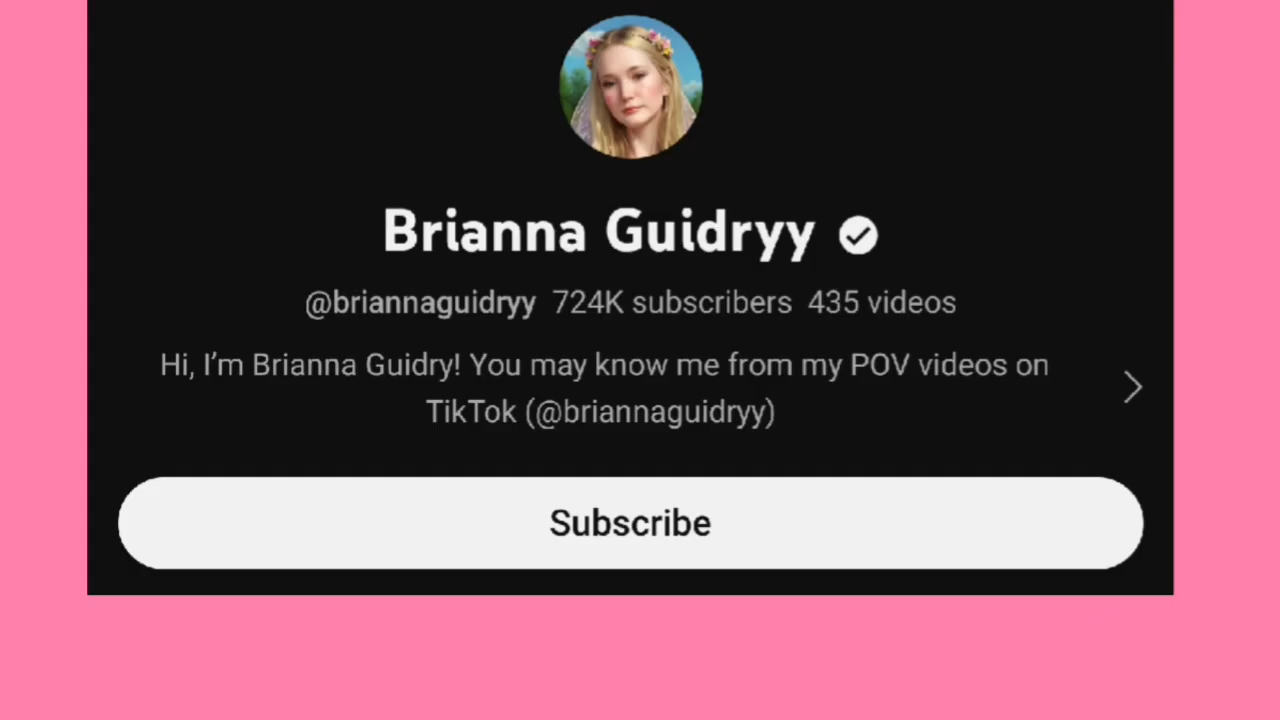 Brianna Guidryy
@briannaguidryy 724K subscribers 435 videos
Hi, I’m Brianna Guidry! You may know me from my POV videos on
TikTok (@briannaguidryy)
Subscribe